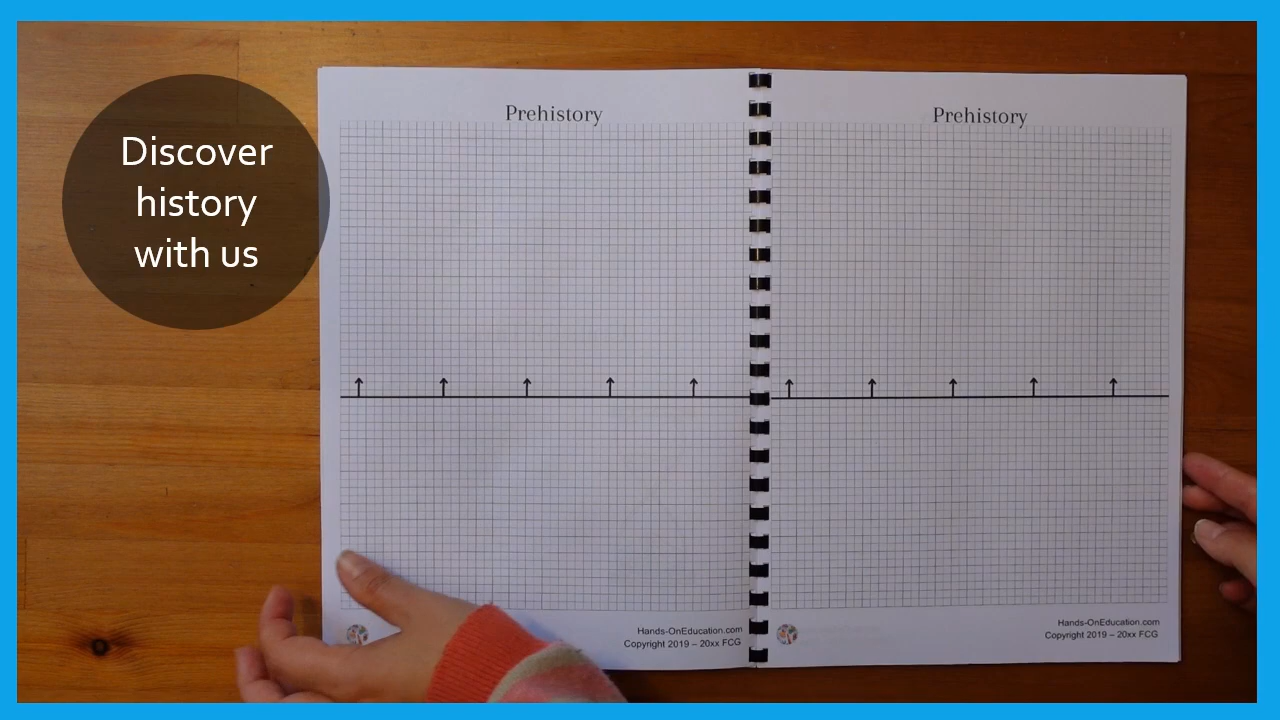 Discover
history
with us
Prehistory
Prehistory
Hands-OnEducation.com
Copyright 2019 – 20xx FCG
Hands-OnEducation.com
Copyright 2019 – 20xx FCG